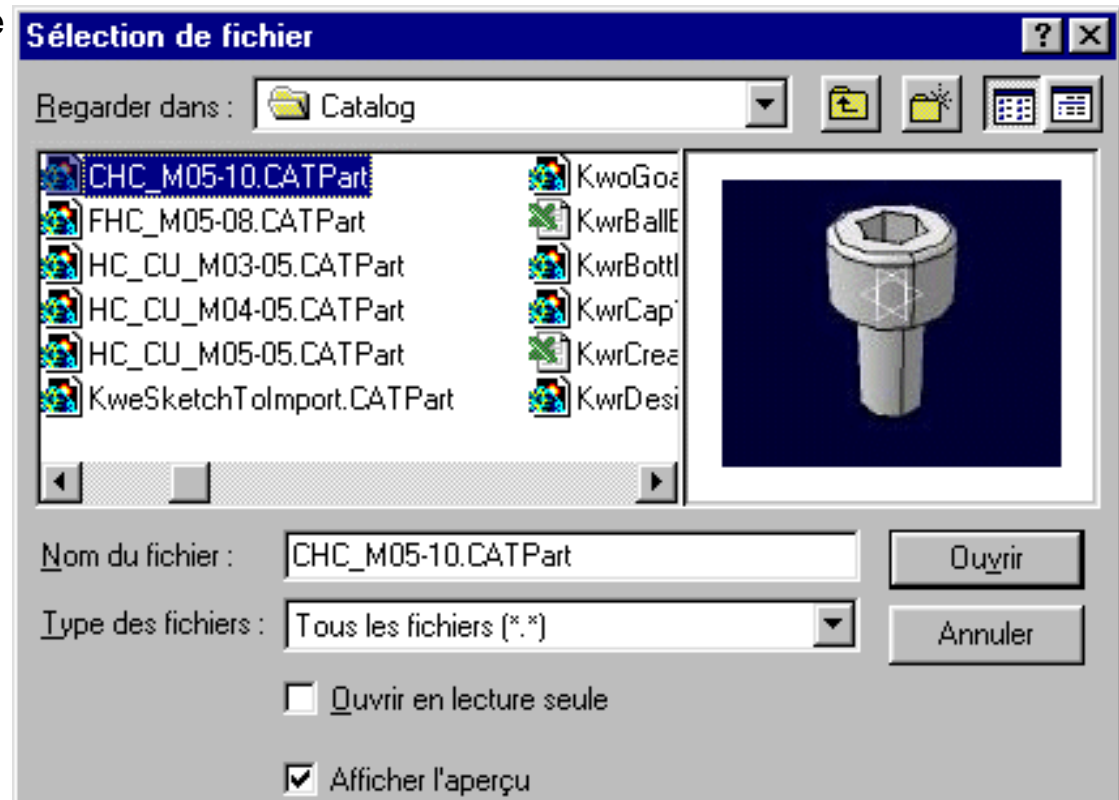 e
Sélection de fichier
Regarder dans : Catalog
CHC_M05-10.CATPart
FHC_M05-08.CATPart
HC_CU_M03-05.CATPart
HC_CU_M04-05.CATPart
HC_CU_M05-05.CATPart
KweSketchToImport.CATPart
KwoGoa
KwrBallE
KwrBottl
KwrCap
KwrCrea
KwrDesi
Nom du fichier : CHC_M05-10.CATPart Ouvrir
Type des fichiers : Tous les fichiers (*.*) Annuler
Ouvrir en lecture seule
Afficher l'aperçu